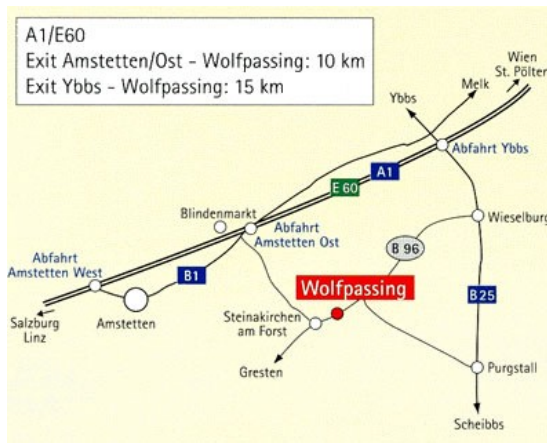 A1/E60
Exit Amstetten/Ost - Wolfpassing: 10 km
Exit Ybbs - Wolfpassing: 15 km
Wien
St. Pölten
Melk
Ybbs
Abfahrt Ybbs
A1
E 60
Blindenmarkt
Abfahrt
Amstetten Ost
Wieselburg
B 96
Abfahrt
Amstetten West
B1
Wolfpassing
B25
Salzburg
Linz
Amstetten
Steinakirchen
am Forst
Gresten
Purgstall
Scheibbs